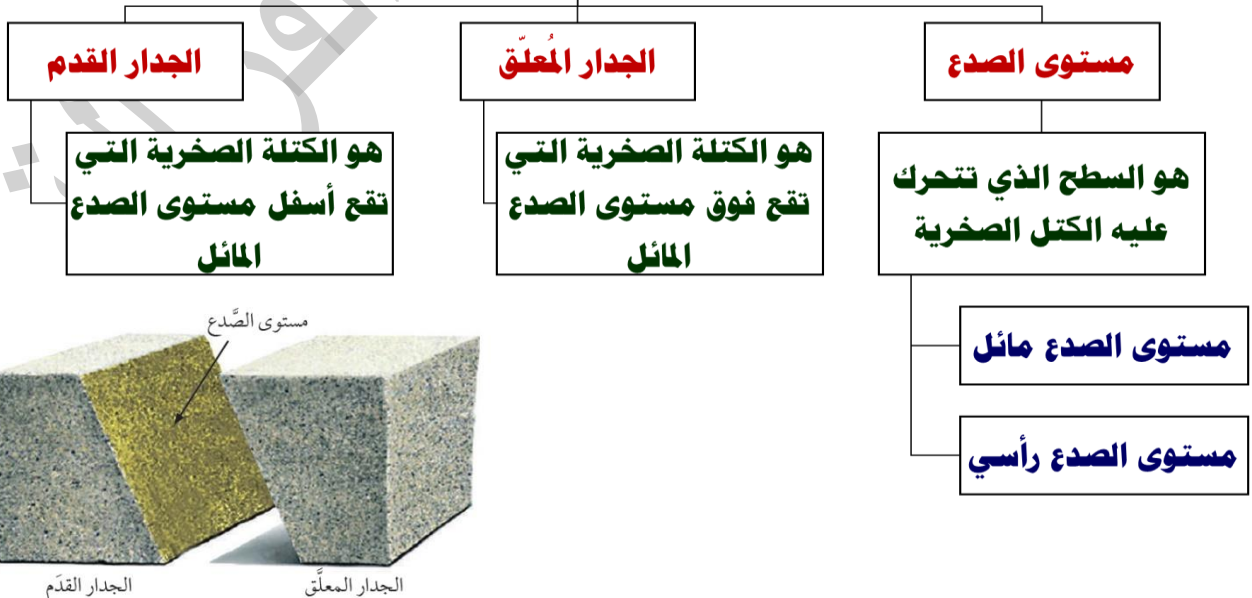 مستوى الصدع
الجدار المُعلّق
الجدار القدم
هو السطح الذي تتحرك
عليه الكتل الصخرية
هو الكتلة الصخرية التي
تقع فوق مستوى الصدع
المائل
هو الكتلة الصخرية التي
تقع أسفل مستوى الصدع
المائل
مستوى الصدع مائل
مستوى الصدع رأسي
مستوى الصَّدع
الجدار المعلَّق
الجدار القدَم